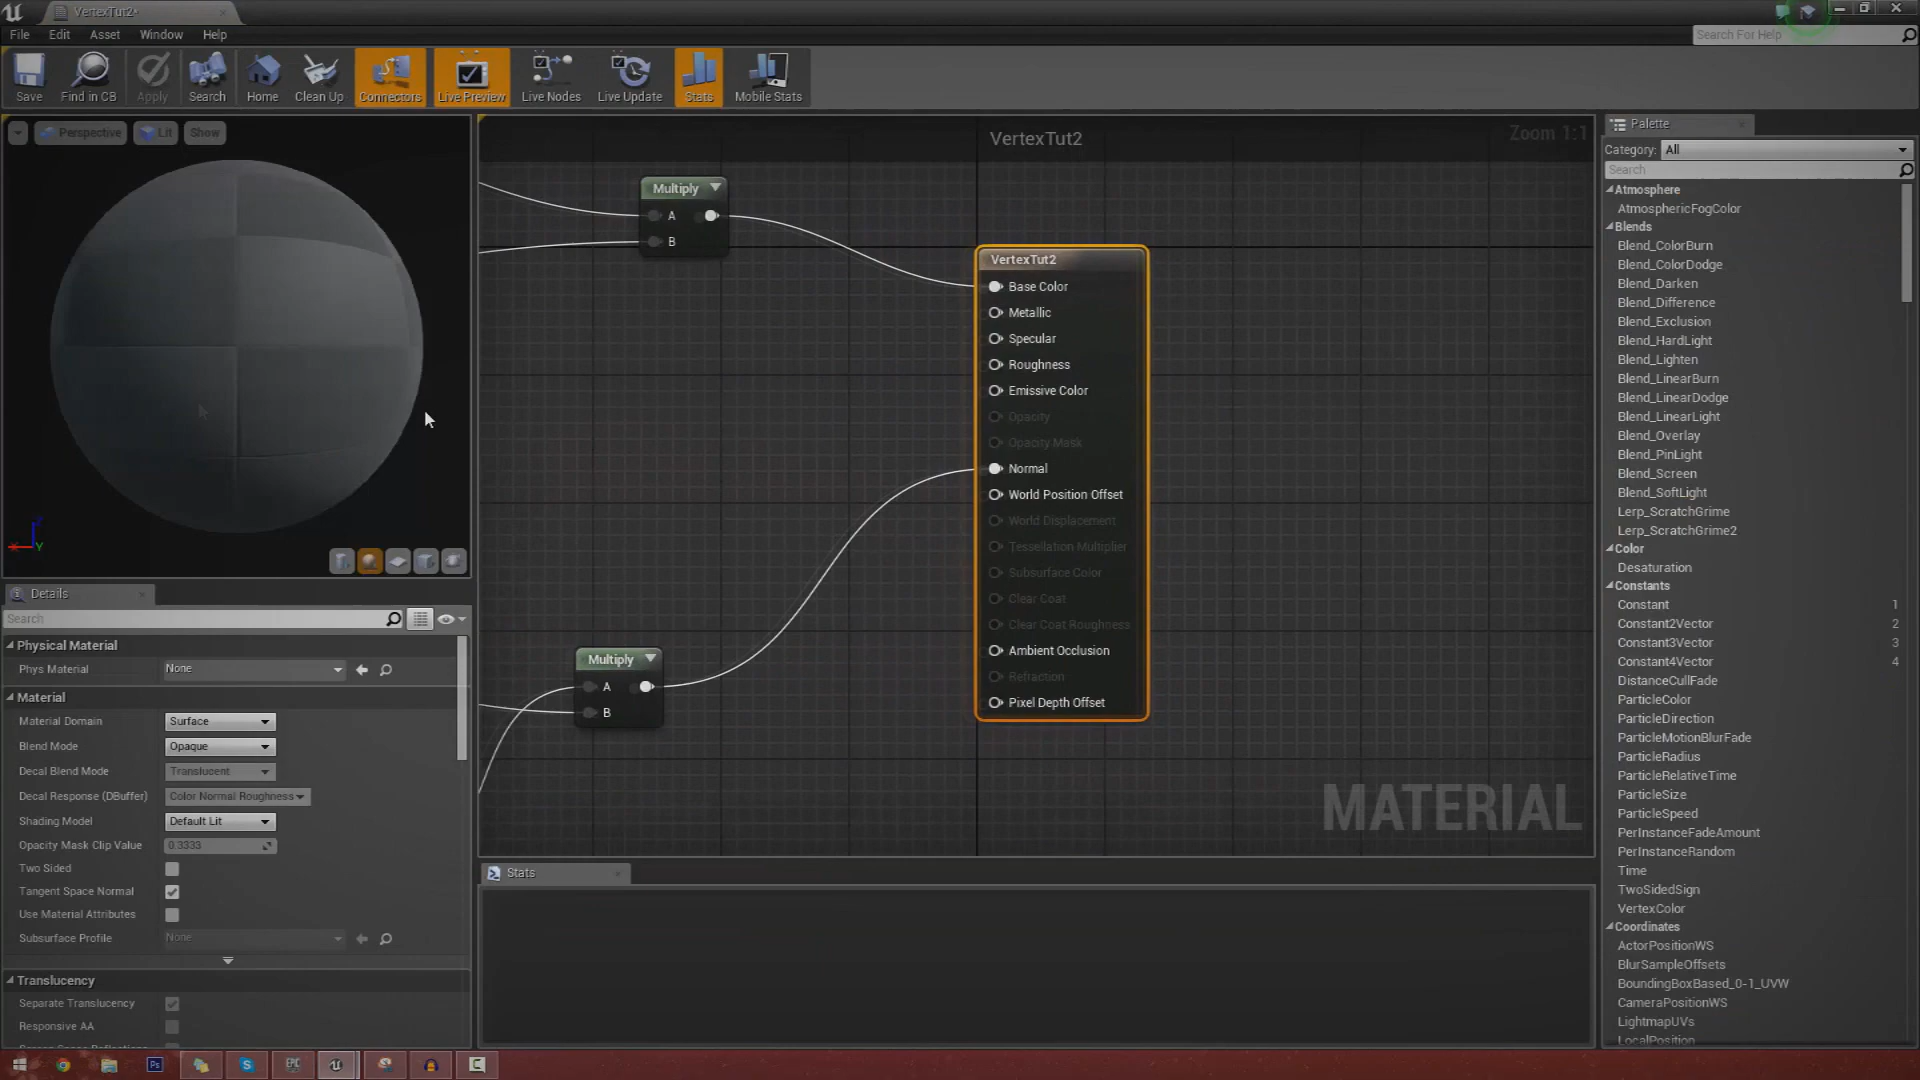 VertexTut2*
File Edit Asset Window Help
Search For Help
Save Find in CB Apply Search Home Clean Up Connectors Live Preview Live Nodes Live Update Stats Mobile Stats
Perspective Lit Show
VertexTut2
Zoom 1:1
Multiply
A
B
VertexTut2
Base Color
Metallic
Specular
Roughness
Emissive Color
Opacity
Opacity Mask
Normal
World Position Offset
World Displacement
Tessellation Multiplier
Subsurface Color
Clear Coat
Clear Coat Roughness
Ambient Occlusion
Refraction
Pixel Depth Offset
Multiply
A
B
MATERIAL
Y
Details
Search
Physical Material
Phys Material None
Material
Material Domain Surface
Blend Mode Opaque
Decal Blend Mode Translucent
Decal Response (DBuffer) Color Normal Roughness
Shading Model Default Lit
Opacity Mask Clip Value 0.3333
Two Sided
Tangent Space Normal
Use Material Attributes
Subsurface Profile None
Translucency
Separate Translucency
Responsive AA
Stats
Palette
Category: All
Search
Atmosphere
AtmosphericFogColor
Blends
Blend_ColorBurn
Blend_ColorDodge
Blend_Darken
Blend_Difference
Blend_Exclusion
Blend_HardLight
Blend_Lighten
Blend_LinearBurn
Blend_LinearDodge
Blend_LinearLight
Blend_Overlay
Blend_PinLight
Blend_Screen
Blend_SoftLight
Lerp_ScratchGrime
Lerp_ScratchGrime2
Color
Desaturation
Constants
Constant 1
Constant2Vector 2
Constant3Vector 3
Constant4Vector 4
DistanceCullFade
ParticleColor
ParticleDirection
ParticleMotionBlurFade
ParticleRadius
ParticleRelativeTime
ParticleSize
ParticleSpeed
PerInstanceFadeAmount
PerInstanceRandom
Time
TwoSidedSign
VertexColor
Coordinates
ActorPositionWS
BlurSampleOffsets
BoundingBoxBased_0-1_UVW
CameraPositionWS
LightmapUVs
LocalPosition
Ps
EPIC